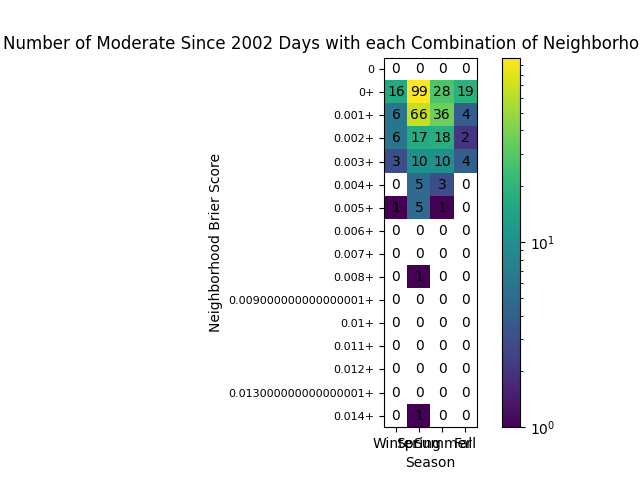 Number of Moderate Since 2002 Days with each Combination of Neighborho
Neighborhood Brier Score
0 0 0 0 0
0+ 16 99 28 19
0.001+ 6 66 36 4
0.002+ 6 17 18 2
0.003+ 3 10 10 4
0.004+ 0 5 3 0
0.005+ 1 5 1 0
0.006+ 0 0 0 0
0.007+ 0 0 0 0
0.008+ 0 1 0 0
0.009000000000000001+ 0 0 0 0
0.01+ 0 0 0 0
0.011+ 0 0 0 0
0.012+ 0 0 0 0
0.013000000000000001+ 0 0 0 0
0.014+ 0 1 0 0
Winter Spring Summer Fall
Season
10¹
10⁰